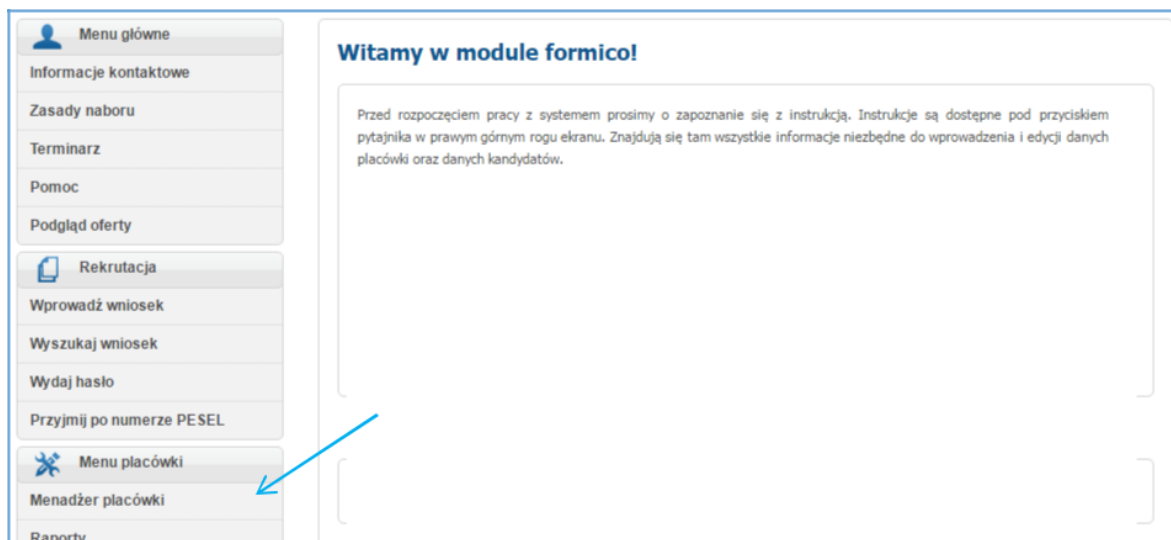 Menu główne
Informacje kontaktowe
Zasady naboru
Terminarz
Pomoc
Podgląd oferty
Rekrutacja
Wprowadź wniosek
Wyszukaj wniosek
Wydaj hasło
Przyjmij po numerze PESEL
Menu placówki
Menadżer placówki
Raporty
Witamy w module formico!
Przed rozpoczęciem pracy z systemem prosimy o zapoznanie się z instrukcją. Instrukcje są dostępne pod przyciskiem
pytajnika w prawym górnym rogu ekranu. Znajdują się tam wszystkie informacje niezbędne do wprowadzenia i edycji danych
placówki oraz danych kandydatów.